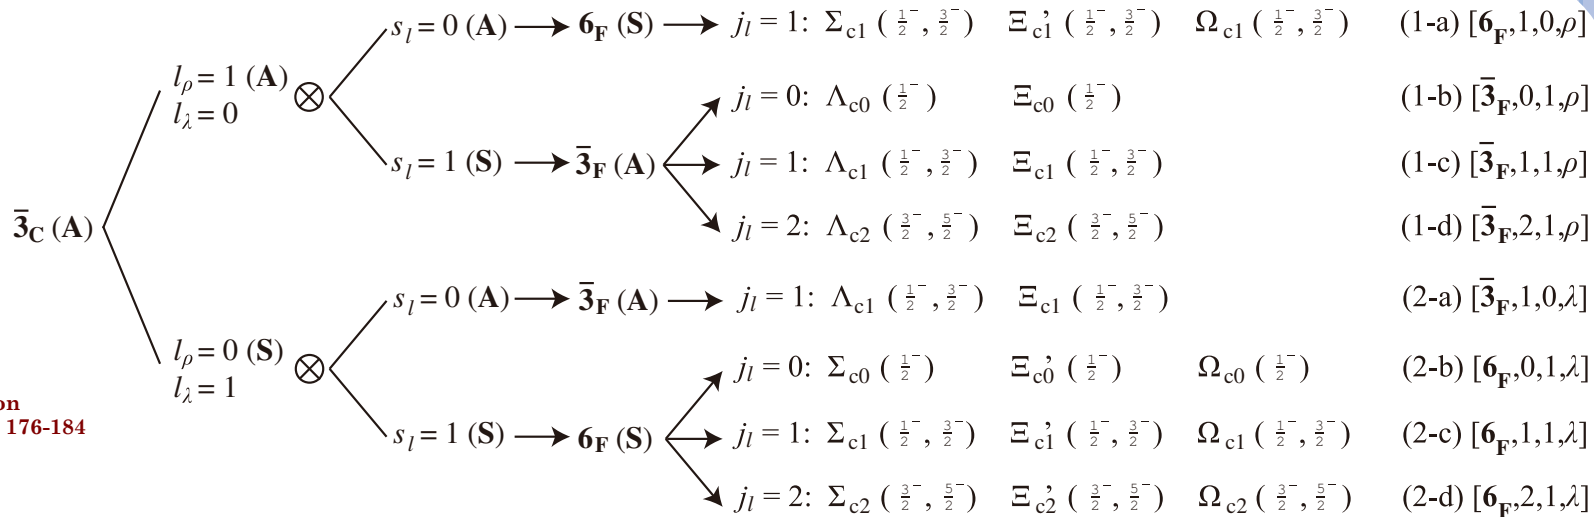 s_l = 0 (A) → 6_F (S) → j_l = 1: Σ_c1 ( 1/2⁻, 3/2⁻ ) Ξ'_c1 ( 1/2⁻, 3/2⁻ ) Ω_c1 ( 1/2⁻, 3/2⁻ ) (1-a) [6_F,1,0,ρ]
l_ρ = 1 (A)
l_λ = 0
⊗
j_l = 0: Λ_c0 ( 1/2⁻ ) Ξ_c0 ( 1/2⁻ ) (1-b) [3̄_F,0,1,ρ]
s_l = 1 (S) → 3̄_F (A) → j_l = 1: Λ_c1 ( 1/2⁻, 3/2⁻ ) Ξ_c1 ( 1/2⁻, 3/2⁻ ) (1-c) [3̄_F,1,1,ρ]
j_l = 2: Λ_c2 ( 3/2⁻, 5/2⁻ ) Ξ_c2 ( 3/2⁻, 5/2⁻ ) (1-d) [3̄_F,2,1,ρ]
3̄_C (A)
s_l = 0 (A) → 3̄_F (A) → j_l = 1: Λ_c1 ( 1/2⁻, 3/2⁻ ) Ξ_c1 ( 1/2⁻, 3/2⁻ ) (2-a) [3̄_F,1,0,λ]
l_ρ = 0 (S)
l_λ = 1
⊗
j_l = 0: Σ_c0 ( 1/2⁻ ) Ξ'_c0 ( 1/2⁻ ) Ω_c0 ( 1/2⁻ ) (2-b) [6_F,0,1,λ]
on
176-184
s_l = 1 (S) → 6_F (S) → j_l = 1: Σ_c1 ( 1/2⁻, 3/2⁻ ) Ξ'_c1 ( 1/2⁻, 3/2⁻ ) Ω_c1 ( 1/2⁻, 3/2⁻ ) (2-c) [6_F,1,1,λ]
j_l = 2: Σ_c2 ( 3/2⁻, 5/2⁻ ) Ξ'_c2 ( 3/2⁻, 5/2⁻ ) Ω_c2 ( 3/2⁻, 5/2⁻ ) (2-d) [6_F,2,1,λ]